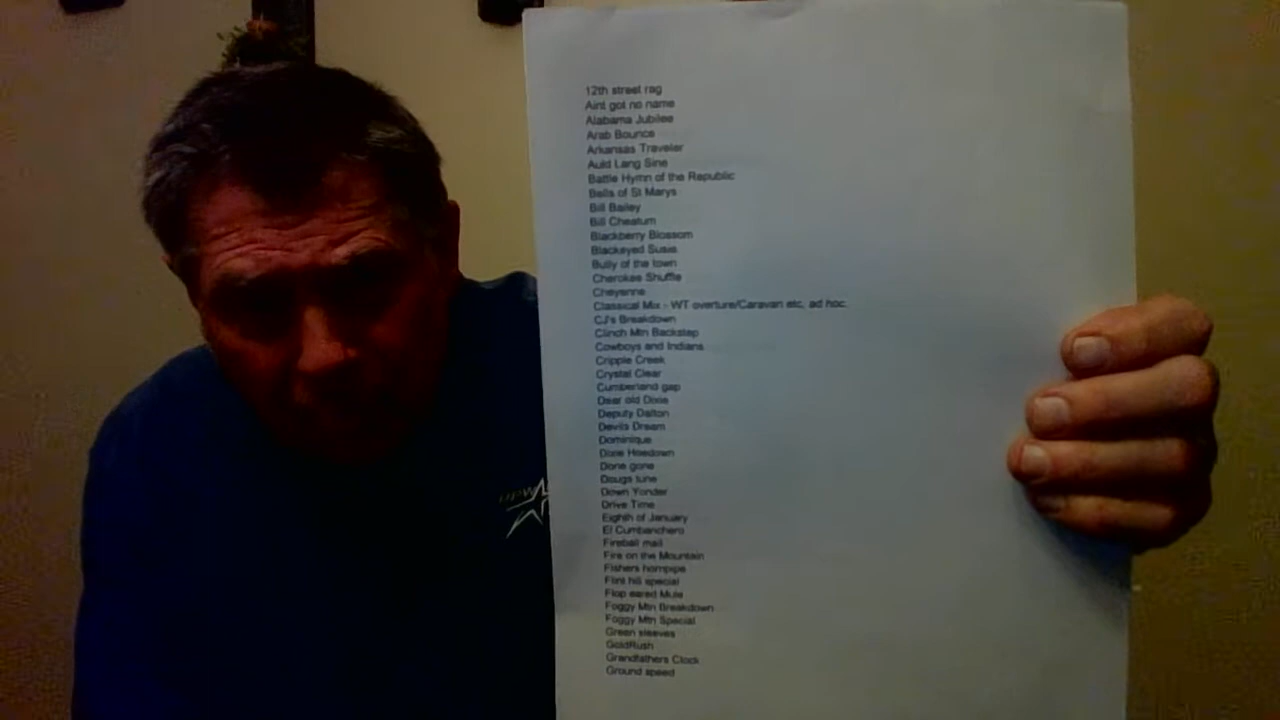 12th street rag
Aint got no name
Alabama Jubilee
Arab Bounce
Arkansas Traveler
Auld Lang Sine
Battle Hymn of the Republic
Bells of St Marys
Bill Bailey
Bill Cheatum
Blackberry Blossom
Blackeyed Susie
Bully of the town
Cherokee Shuffle
Cheyenne
Classical Mix - WT overture/Caravan etc, ad hoc.
CJ's Breakdown
Clinch Mtn Backstep
Cowboys and Indians
Cripple Creek
Crystal Clear
Cumberland gap
Dear old Dixie
Deputy Dalton
Devils Dream
Dominique
Dixie Hoedown
Done gone
Dougs tune
Down Yonder
Drive Time
Eighth of January
El Cumbanchero
Fireball mail
Fire on the Mountain
Fishers hornpipe
Flint hill special
Flop eared Mule
Foggy Mtn Breakdown
Foggy Mtn Special
Green sleeves
GoldRush
Grandfathers Clock
Ground speed